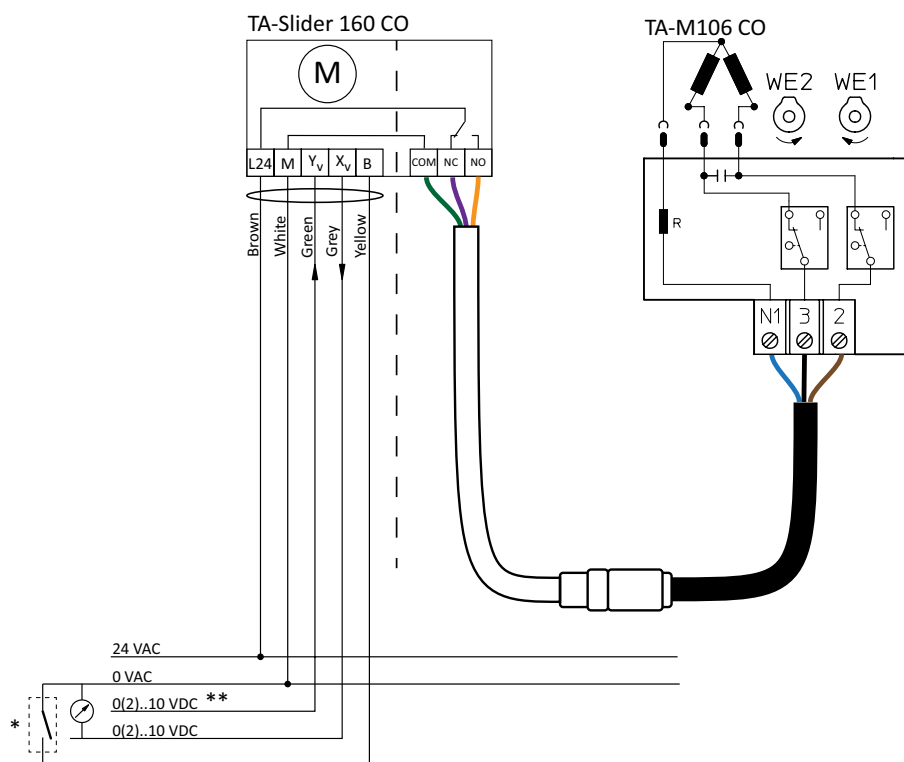 TA-Slider 160 CO
TA-M106 CO
M
WE2 WE1
L24 M Yv Xv B
COM NC NO
Brown
White
Green
Grey
Yellow
R
N1 3 2
24 VAC
0 VAC
0(2)..10 VDC **
*
0(2)..10 VDC